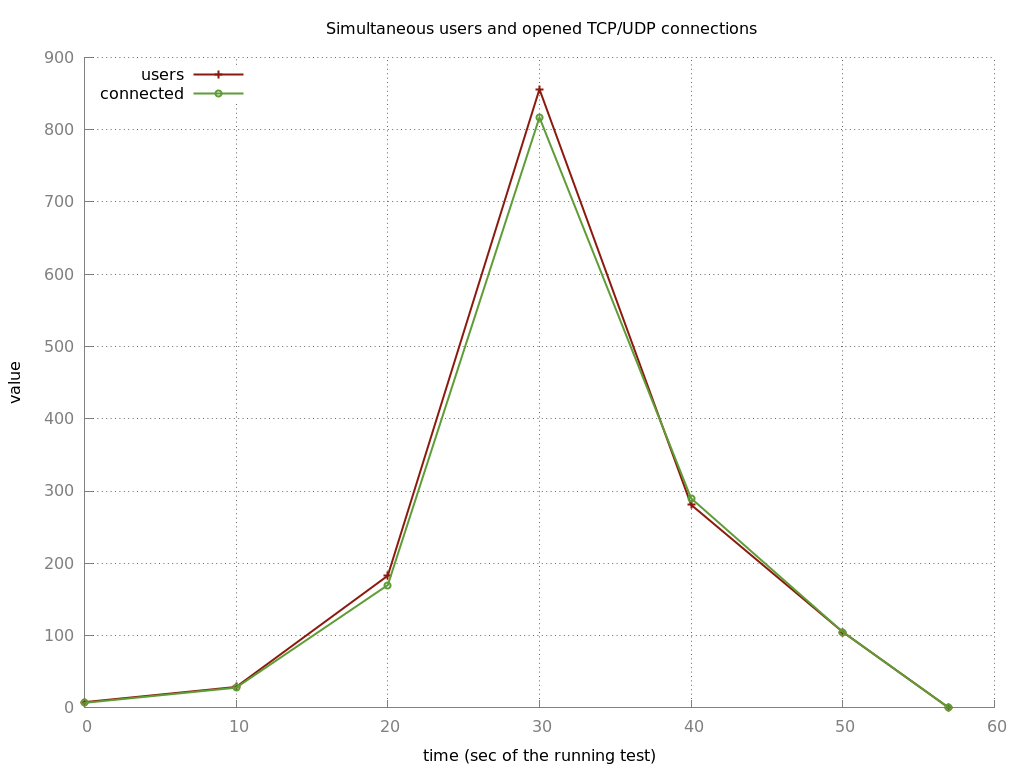 Simultaneous users and opened TCP/UDP connections
users
connected
900
800
700
600
500
400
300
200
100
0
value
0 10 20 30 40 50 60
time (sec of the running test)